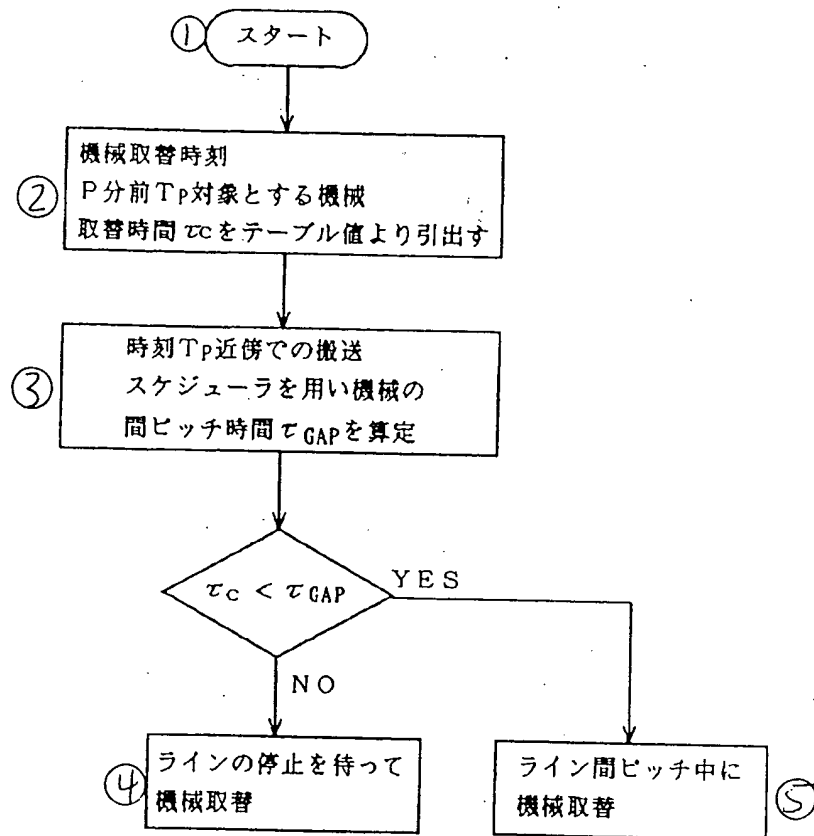 ① スタート
機械取替時刻
② P分前TP対象とする機械
取替時間τCをテーブル値より引出す
時刻TP近傍での搬送
③ スケジューラを用い機械の
間ピッチ時間τGAPを算定
τC < τGAP
YES
NO
④ ラインの停止を待って
機械取替
ライン間ピッチ中に
機械取替
⑤